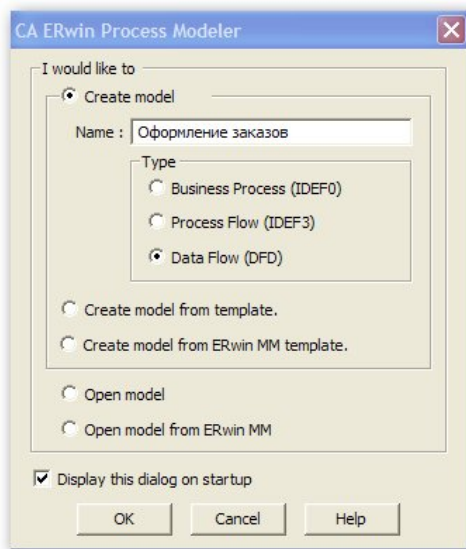 CA ERwin Process Modeler
I would like to
Create model
Name : Оформление заказов
Type
Business Process (IDEF0)
Process Flow (IDEF3)
Data Flow (DFD)
Create model from template.
Create model from ERwin MM template.
Open model
Open model from ERwin MM
Display this dialog on startup
OK Cancel Help